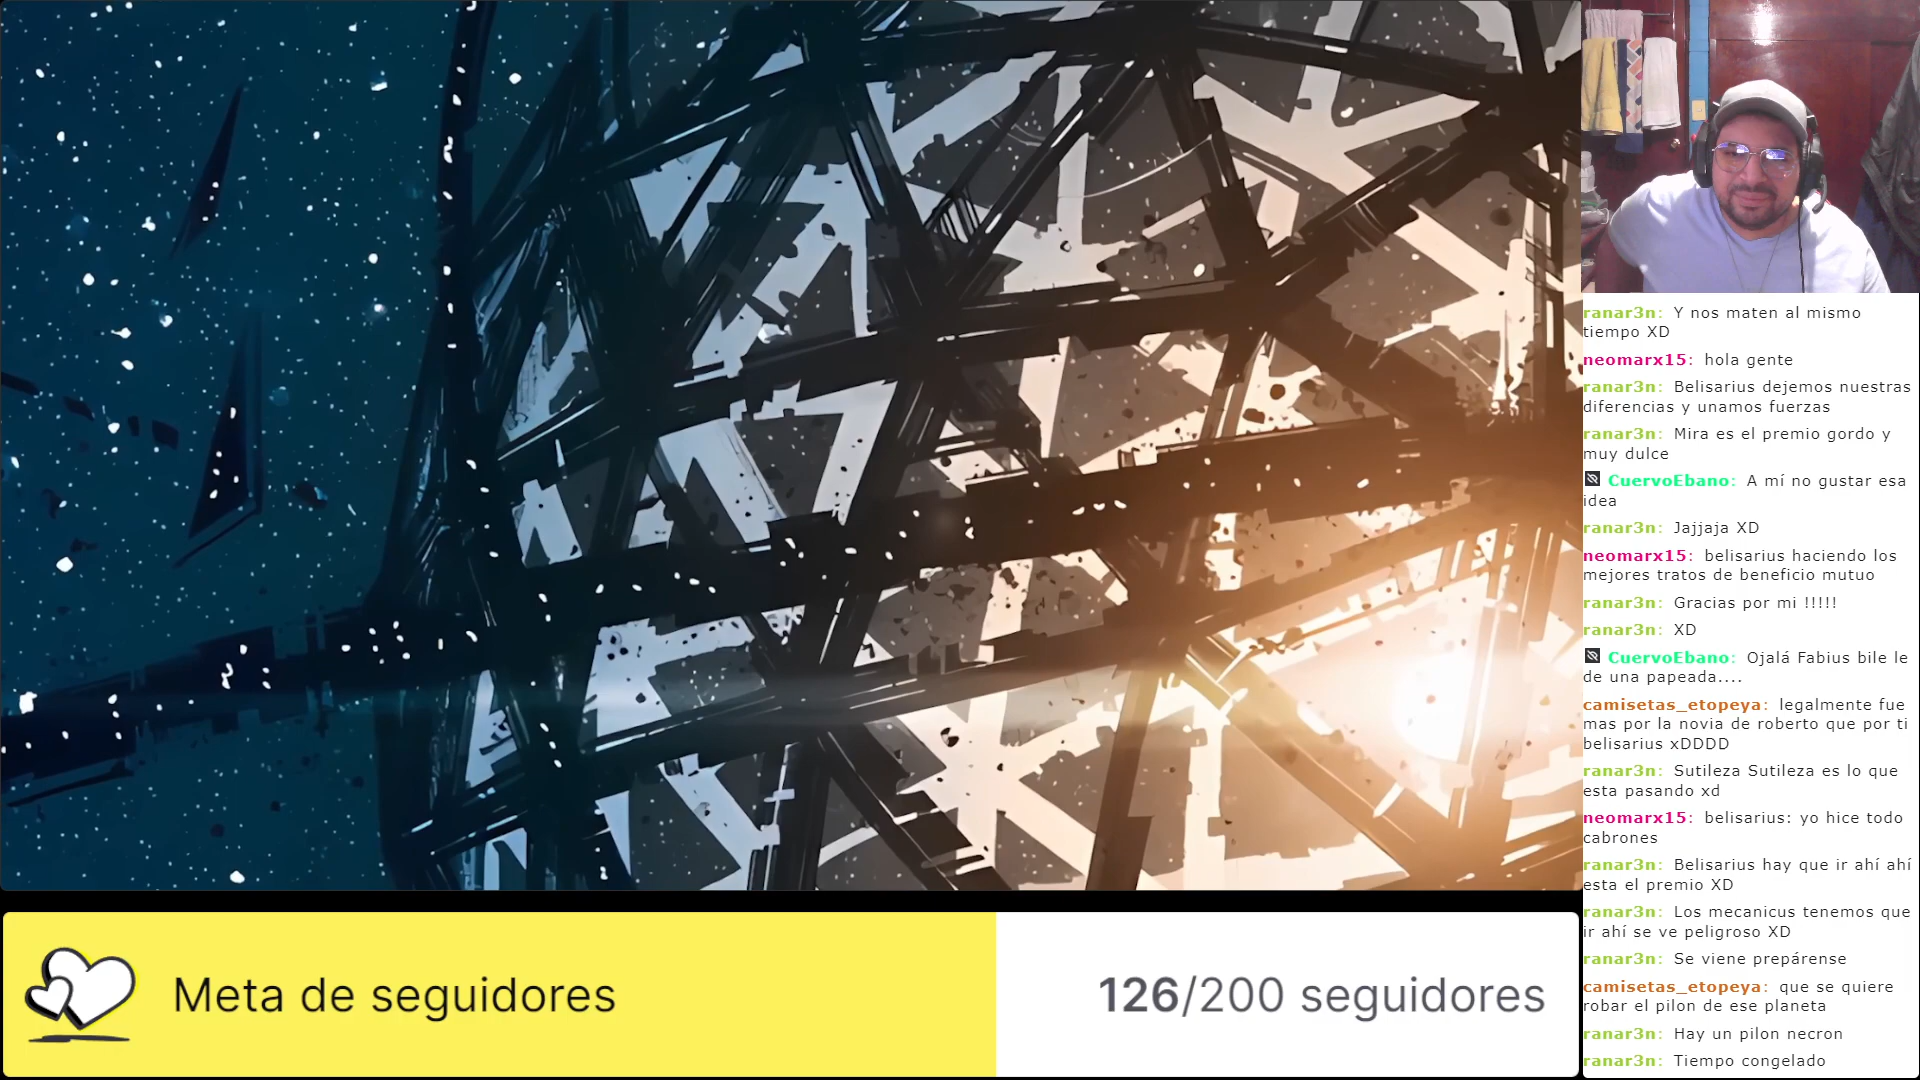 ranar3n: Y nos maten al mismo
tiempo XD
neomarx15: hola gente
ranar3n: Belisarius dejemos nuestras
diferencias y unamos fuerzas
ranar3n: Mira es el premio gordo y
muy dulce
CuervoEbano: A mí no gustar esa
idea
ranar3n: Jajjaja XD
neomarx15: belisarius haciendo los
mejores tratos de beneficio mutuo
ranar3n: Gracias por mi !!!!!
ranar3n: XD
CuervoEbano: Ojalá Fabius bile le
de una papeada....
camisetas_etopeya: legalmente fue
mas por la novia de roberto que por ti
belisarius xDDDD
ranar3n: Sutileza Sutileza es lo que
esta pasando xd
neomarx15: belisarius: yo hice todo
cabrones
ranar3n: Belisarius hay que ir ahí ahí
esta el premio XD
ranar3n: Los mecanicus tenemos que
ir ahí se ve peligroso XD
ranar3n: Se viene prepárense
camisetas_etopeya: que se quiere
robar el pilon de ese planeta
ranar3n: Hay un pilon necron
ranar3n: Tiempo congelado
Meta de seguidores
126/200 seguidores